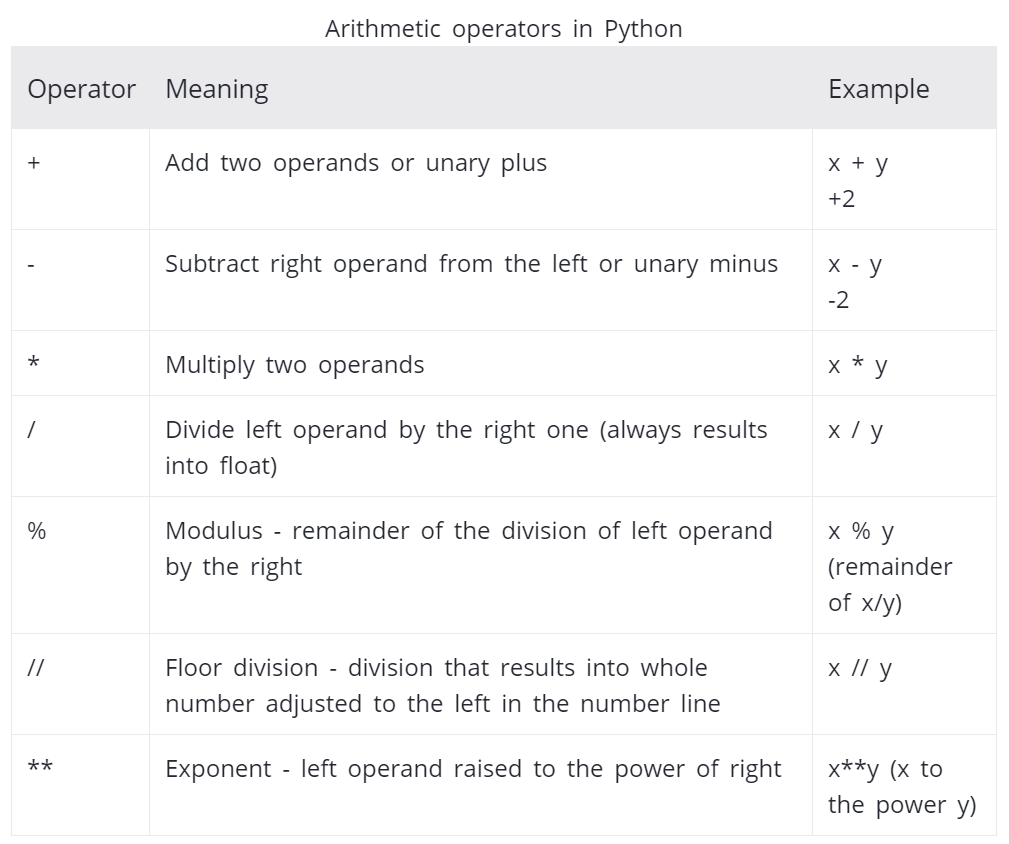 Arithmetic operators in Python
Operator Meaning Example
+ Add two operands or unary plus x + y
+2
- Subtract right operand from the left or unary minus x - y
-2
* Multiply two operands x * y
/ Divide left operand by the right one (always results x / y
into float)
% Modulus - remainder of the division of left operand x % y
by the right (remainder
of x/y)
// Floor division - division that results into whole x // y
number adjusted to the left in the number line
** Exponent - left operand raised to the power of right x**y (x to
the power y)